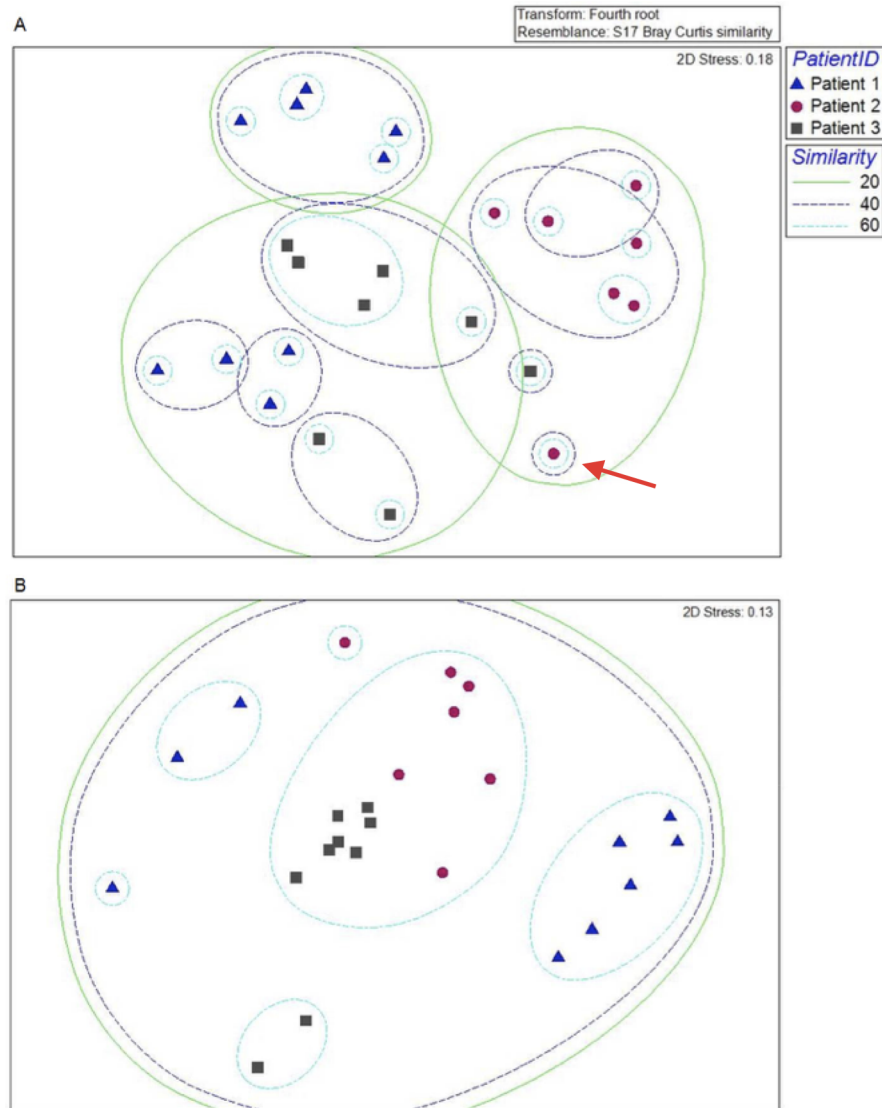 A
Transform: Fourth root
Resemblance: S17 Bray Curtis similarity
2D Stress: 0.18
PatientID
Patient 1
Patient 2
Patient 3
Similarity
20
40
60
B
2D Stress: 0.13